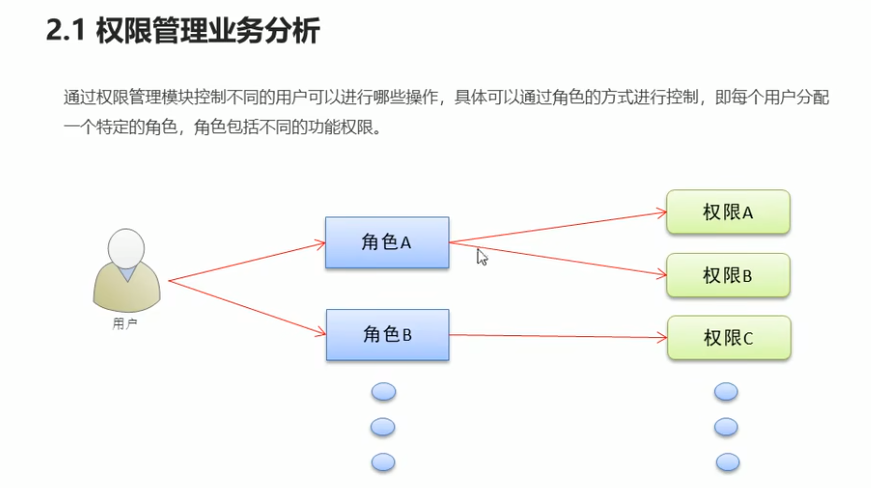 2.1 权限管理业务分析
通过权限管理模块控制不同的用户可以进行哪些操作，具体可以通过角色的方式进行控制，即每个用户分配
一个特定的角色，角色包括不同的功能权限。
权限A
角色A
权限B
用户
角色B
权限C